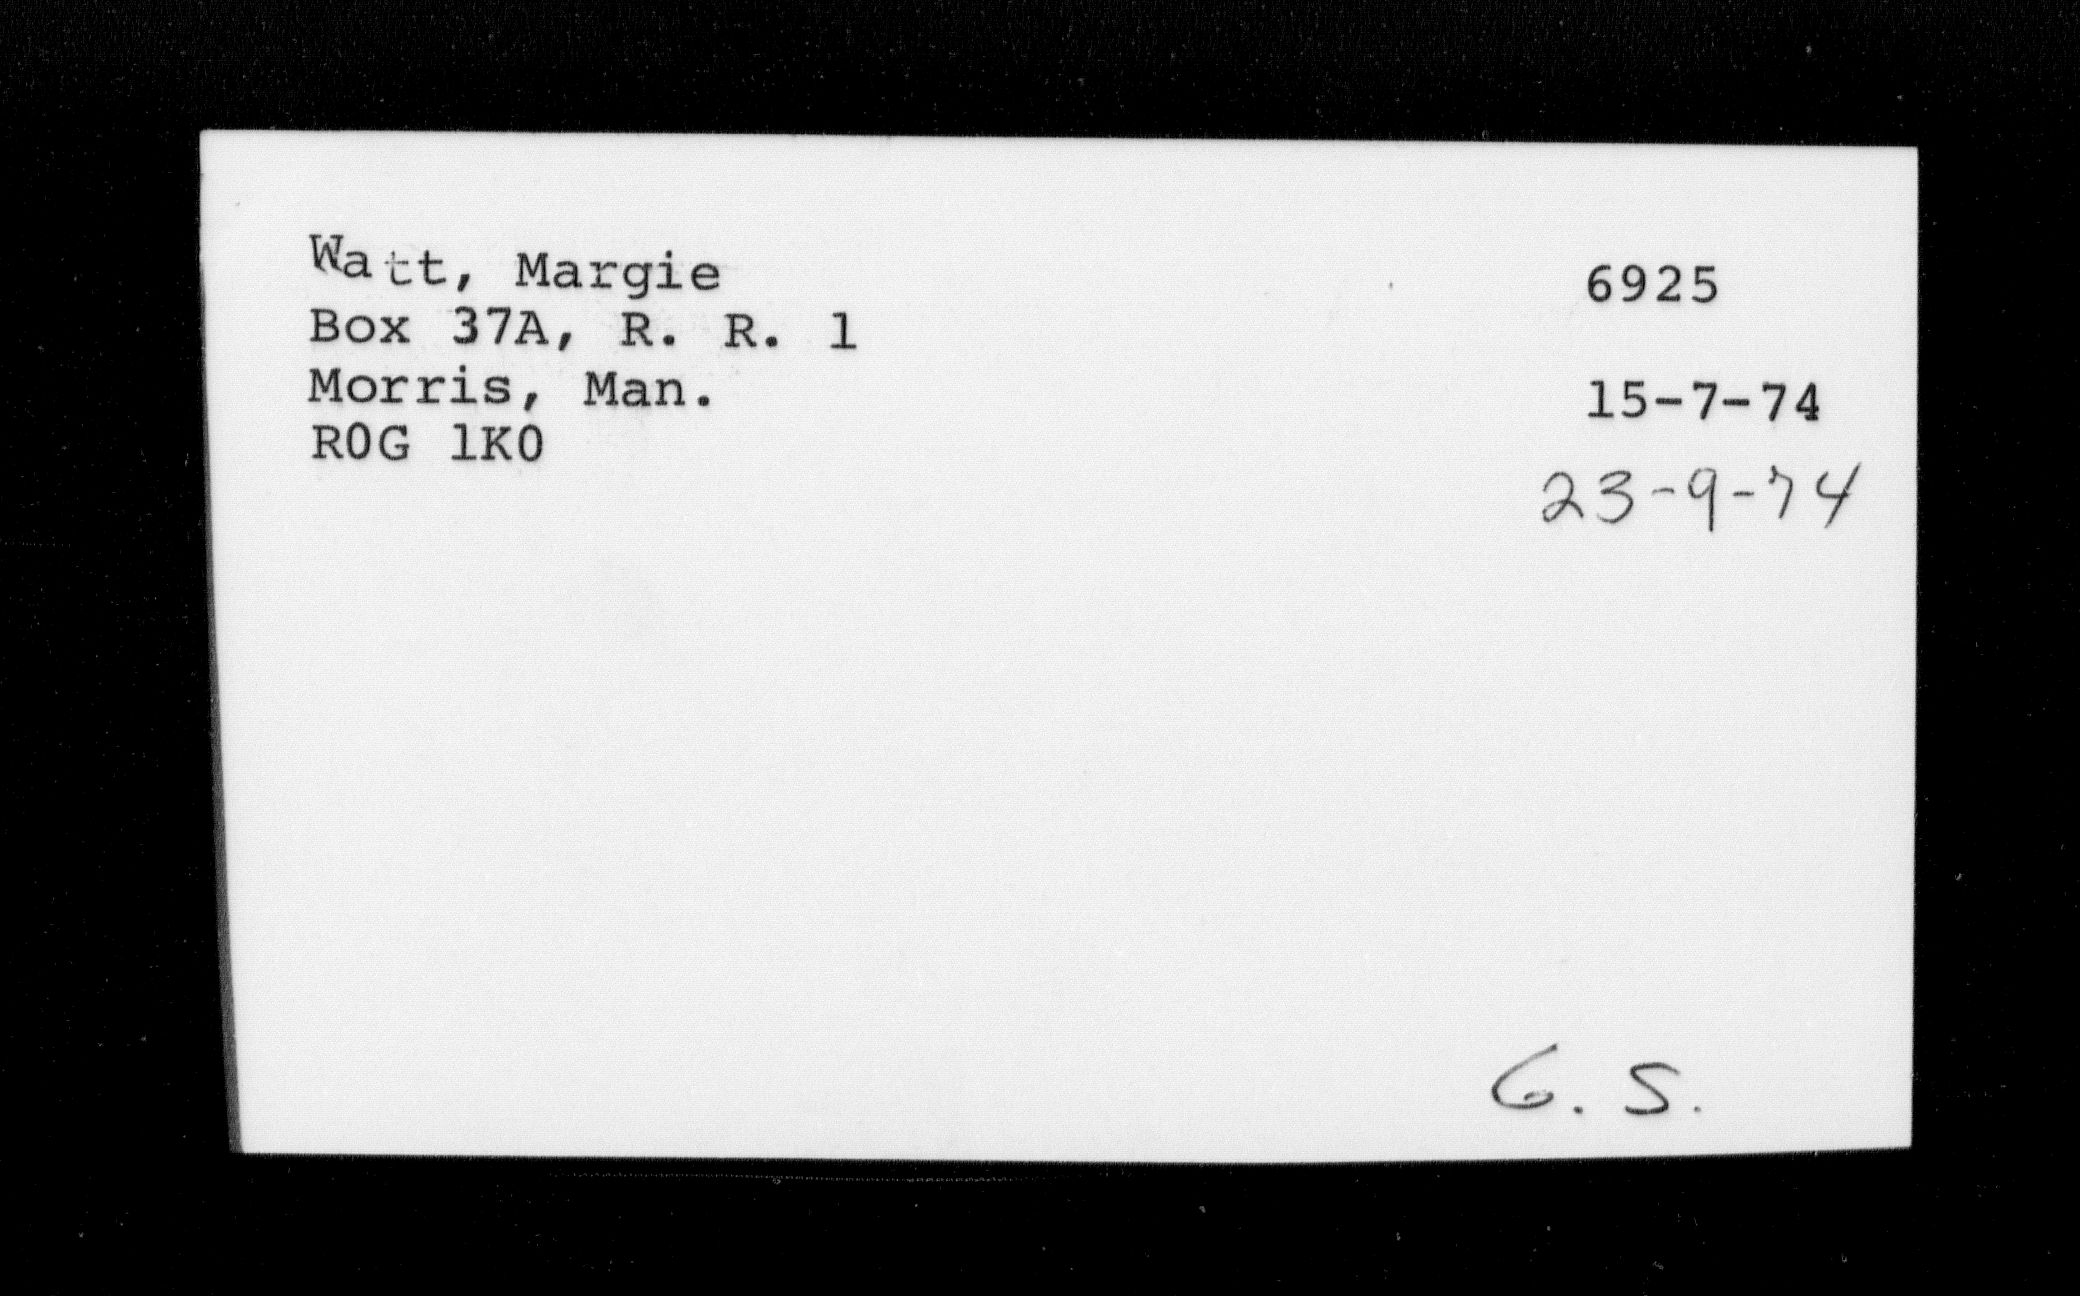 Watt, Margie 6925
Box 37A, R. R. 1
Morris, Man. 15-7-74
R0G 1K0
23-9-74
G. S.